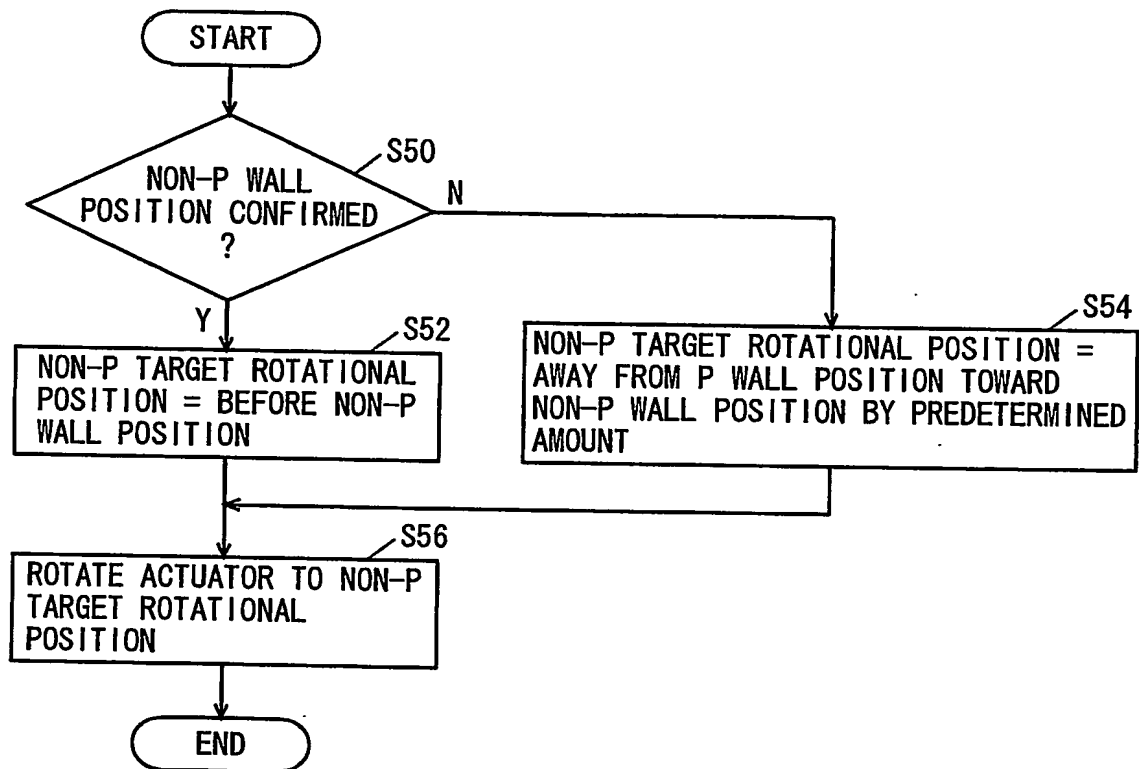 START
S50
NON-P WALL
POSITION CONFIRMED
?
N
Y
S52
NON-P TARGET ROTATIONAL
POSITION = BEFORE NON-P
WALL POSITION
S54
NON-P TARGET ROTATIONAL POSITION =
AWAY FROM P WALL POSITION TOWARD
NON-P WALL POSITION BY PREDETERMINED
AMOUNT
S56
ROTATE ACTUATOR TO NON-P
TARGET ROTATIONAL
POSITION
END